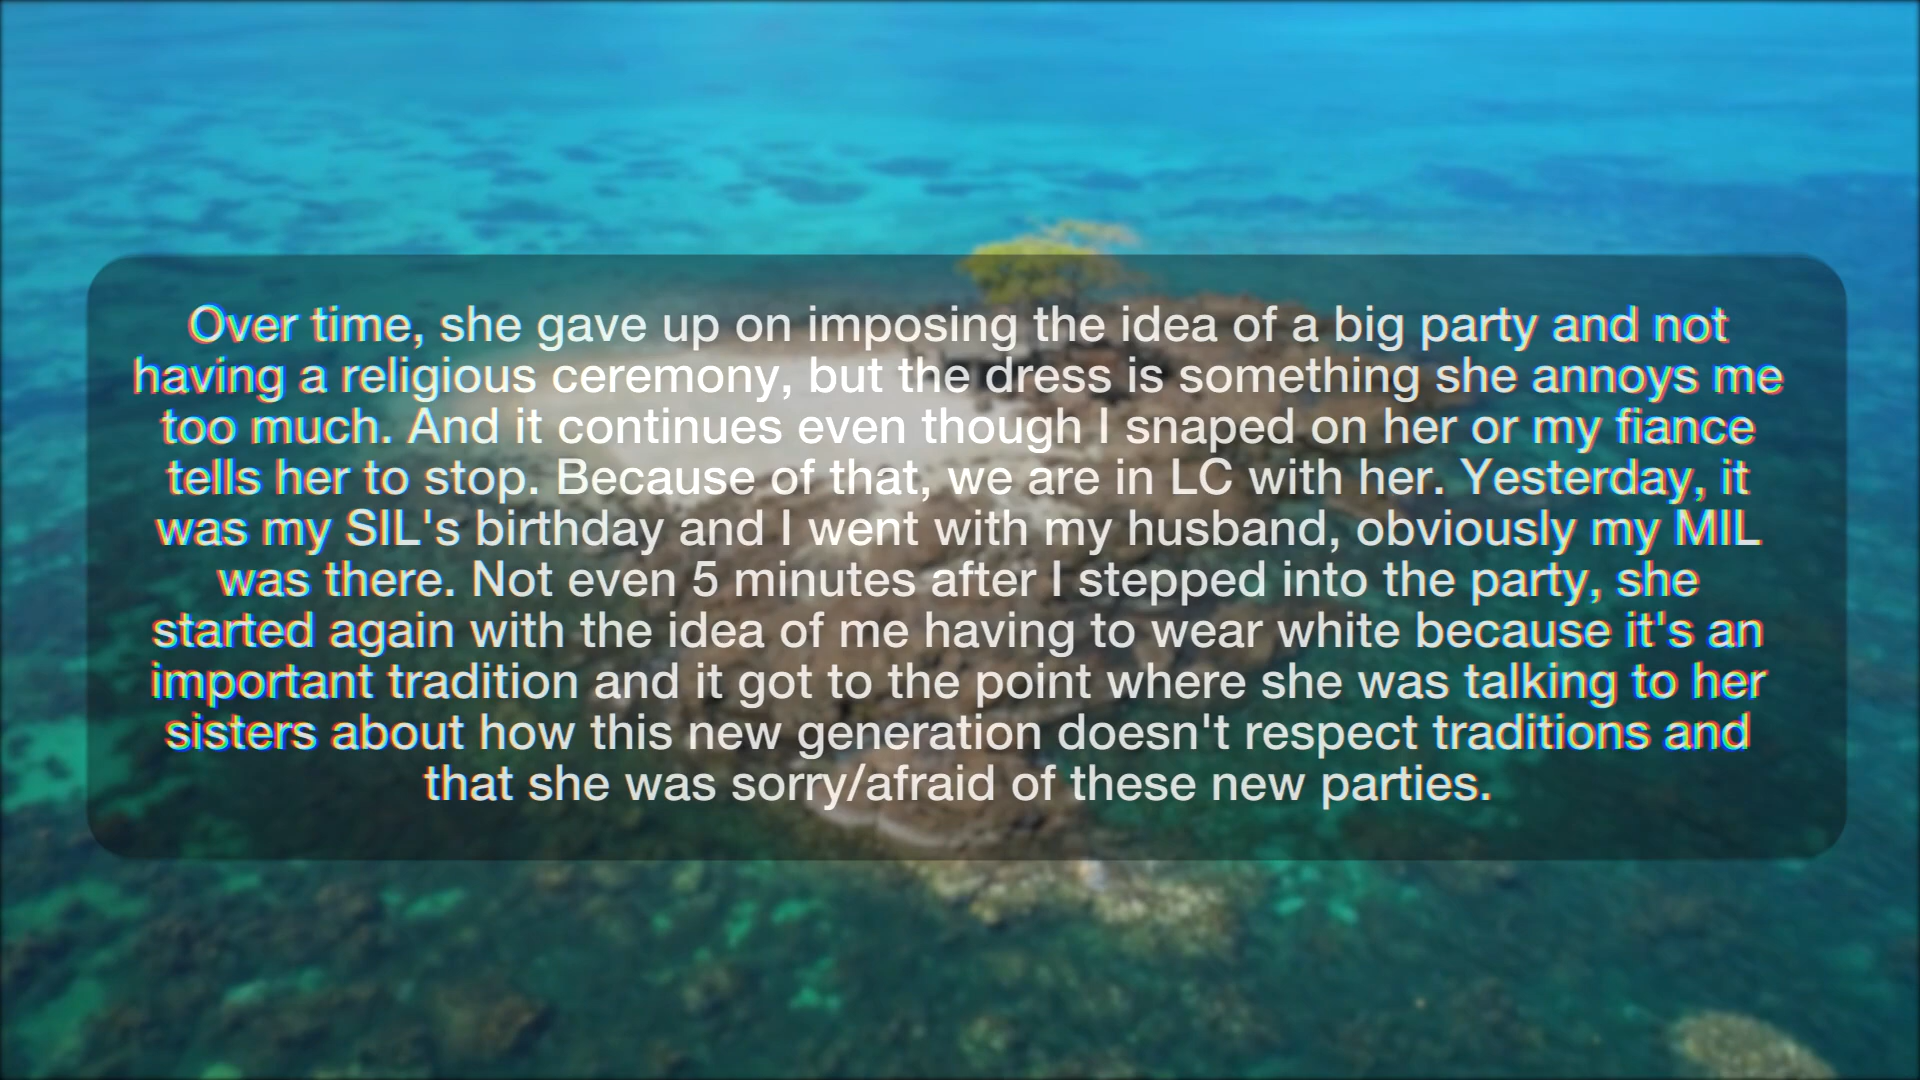 Over time, she gave up on imposing the idea of a big party and not
having a religious ceremony, but the dress is something she annoys me
too much. And it continues even though I snaped on her or my fiance
tells her to stop. Because of that, we are in LC with her. Yesterday, it
was my SIL's birthday and I went with my husband, obviously my MIL
was there. Not even 5 minutes after I stepped into the party, she
started again with the idea of me having to wear white because it's an
important tradition and it got to the point where she was talking to her
sisters about how this new generation doesn't respect traditions and
that she was sorry/afraid of these new parties.